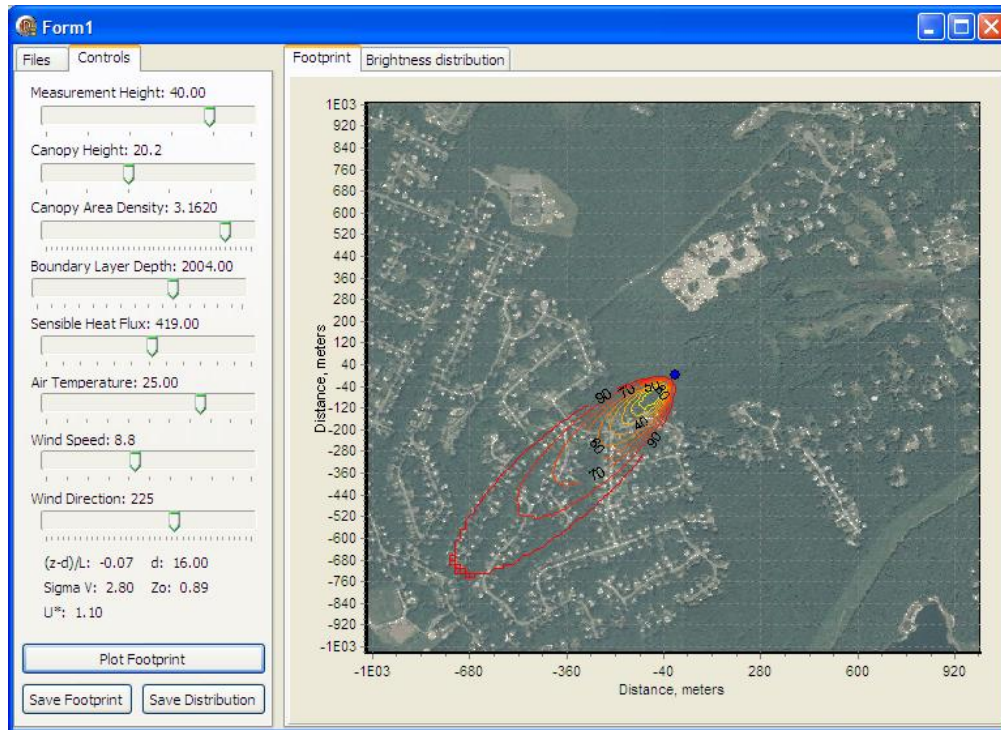 Form1
Files Controls
Footprint Brightness distribution
Measurement Height: 40.00
Canopy Height: 20.2
Canopy Area Density: 3.1620
Boundary Layer Depth: 2004.00
Sensible Heat Flux: 419.00
Air Temperature: 25.00
Wind Speed: 8.8
Wind Direction: 225
(z-d)/L: -0.07 d: 16.00
Sigma V: 2.80 Zo: 0.89
U*: 1.10
Plot Footprint
Save Footprint Save Distribution
Distance, meters
1E03
920
840
760
680
600
520
440
360
280
200
120
40
-40
-120
-200
-280
-360
-440
-520
-600
-680
-760
-840
-920
-1E03
90 70 50
60
40
80 90
70
-1E03 -680 -360 -40 280 600 920
Distance, meters